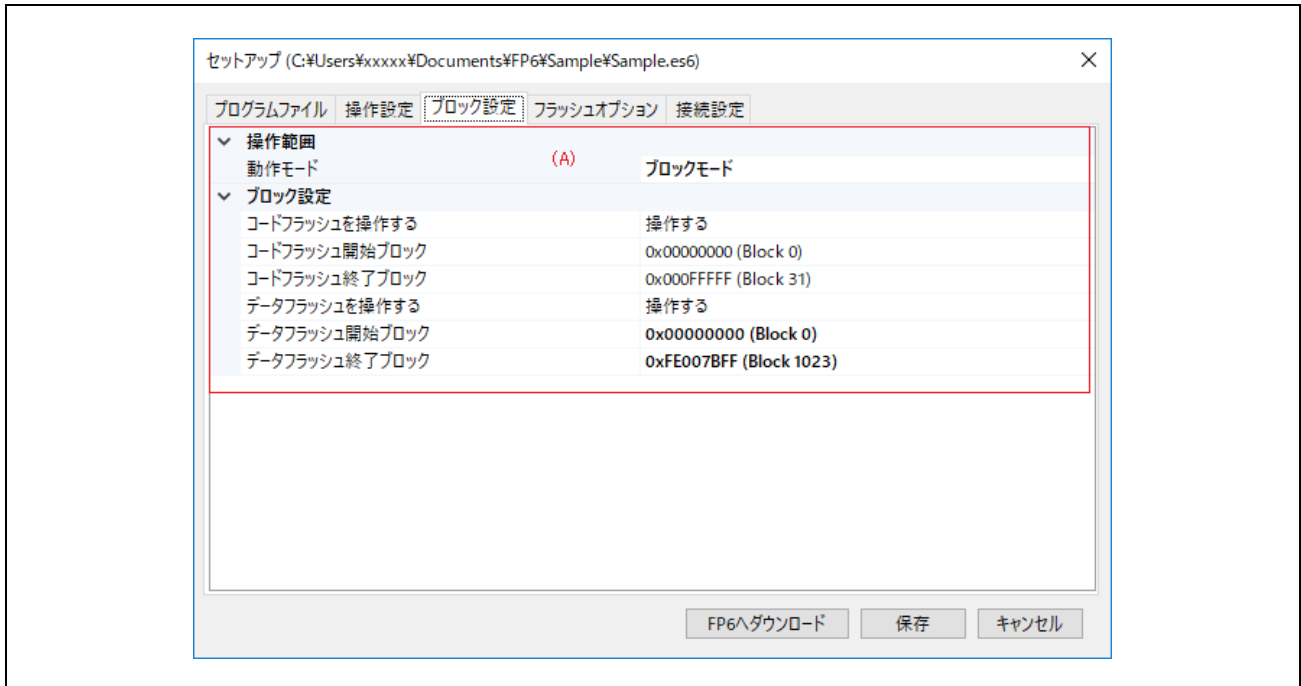 セットアップ (C:¥Users¥xxxxx¥Documents¥FP6¥Sample¥Sample.es6)
プログラムファイル 操作設定 ブロック設定 フラッシュオプション 接続設定
操作範囲
(A)
動作モード ブロックモード
ブロック設定
コードフラッシュを操作する 操作する
コードフラッシュ開始ブロック 0x00000000 (Block 0)
コードフラッシュ終了ブロック 0x000FFFFF (Block 31)
データフラッシュを操作する 操作する
データフラッシュ開始ブロック 0x00000000 (Block 0)
データフラッシュ終了ブロック 0xFE007BFF (Block 1023)
FP6へダウンロード 保存 キャンセル